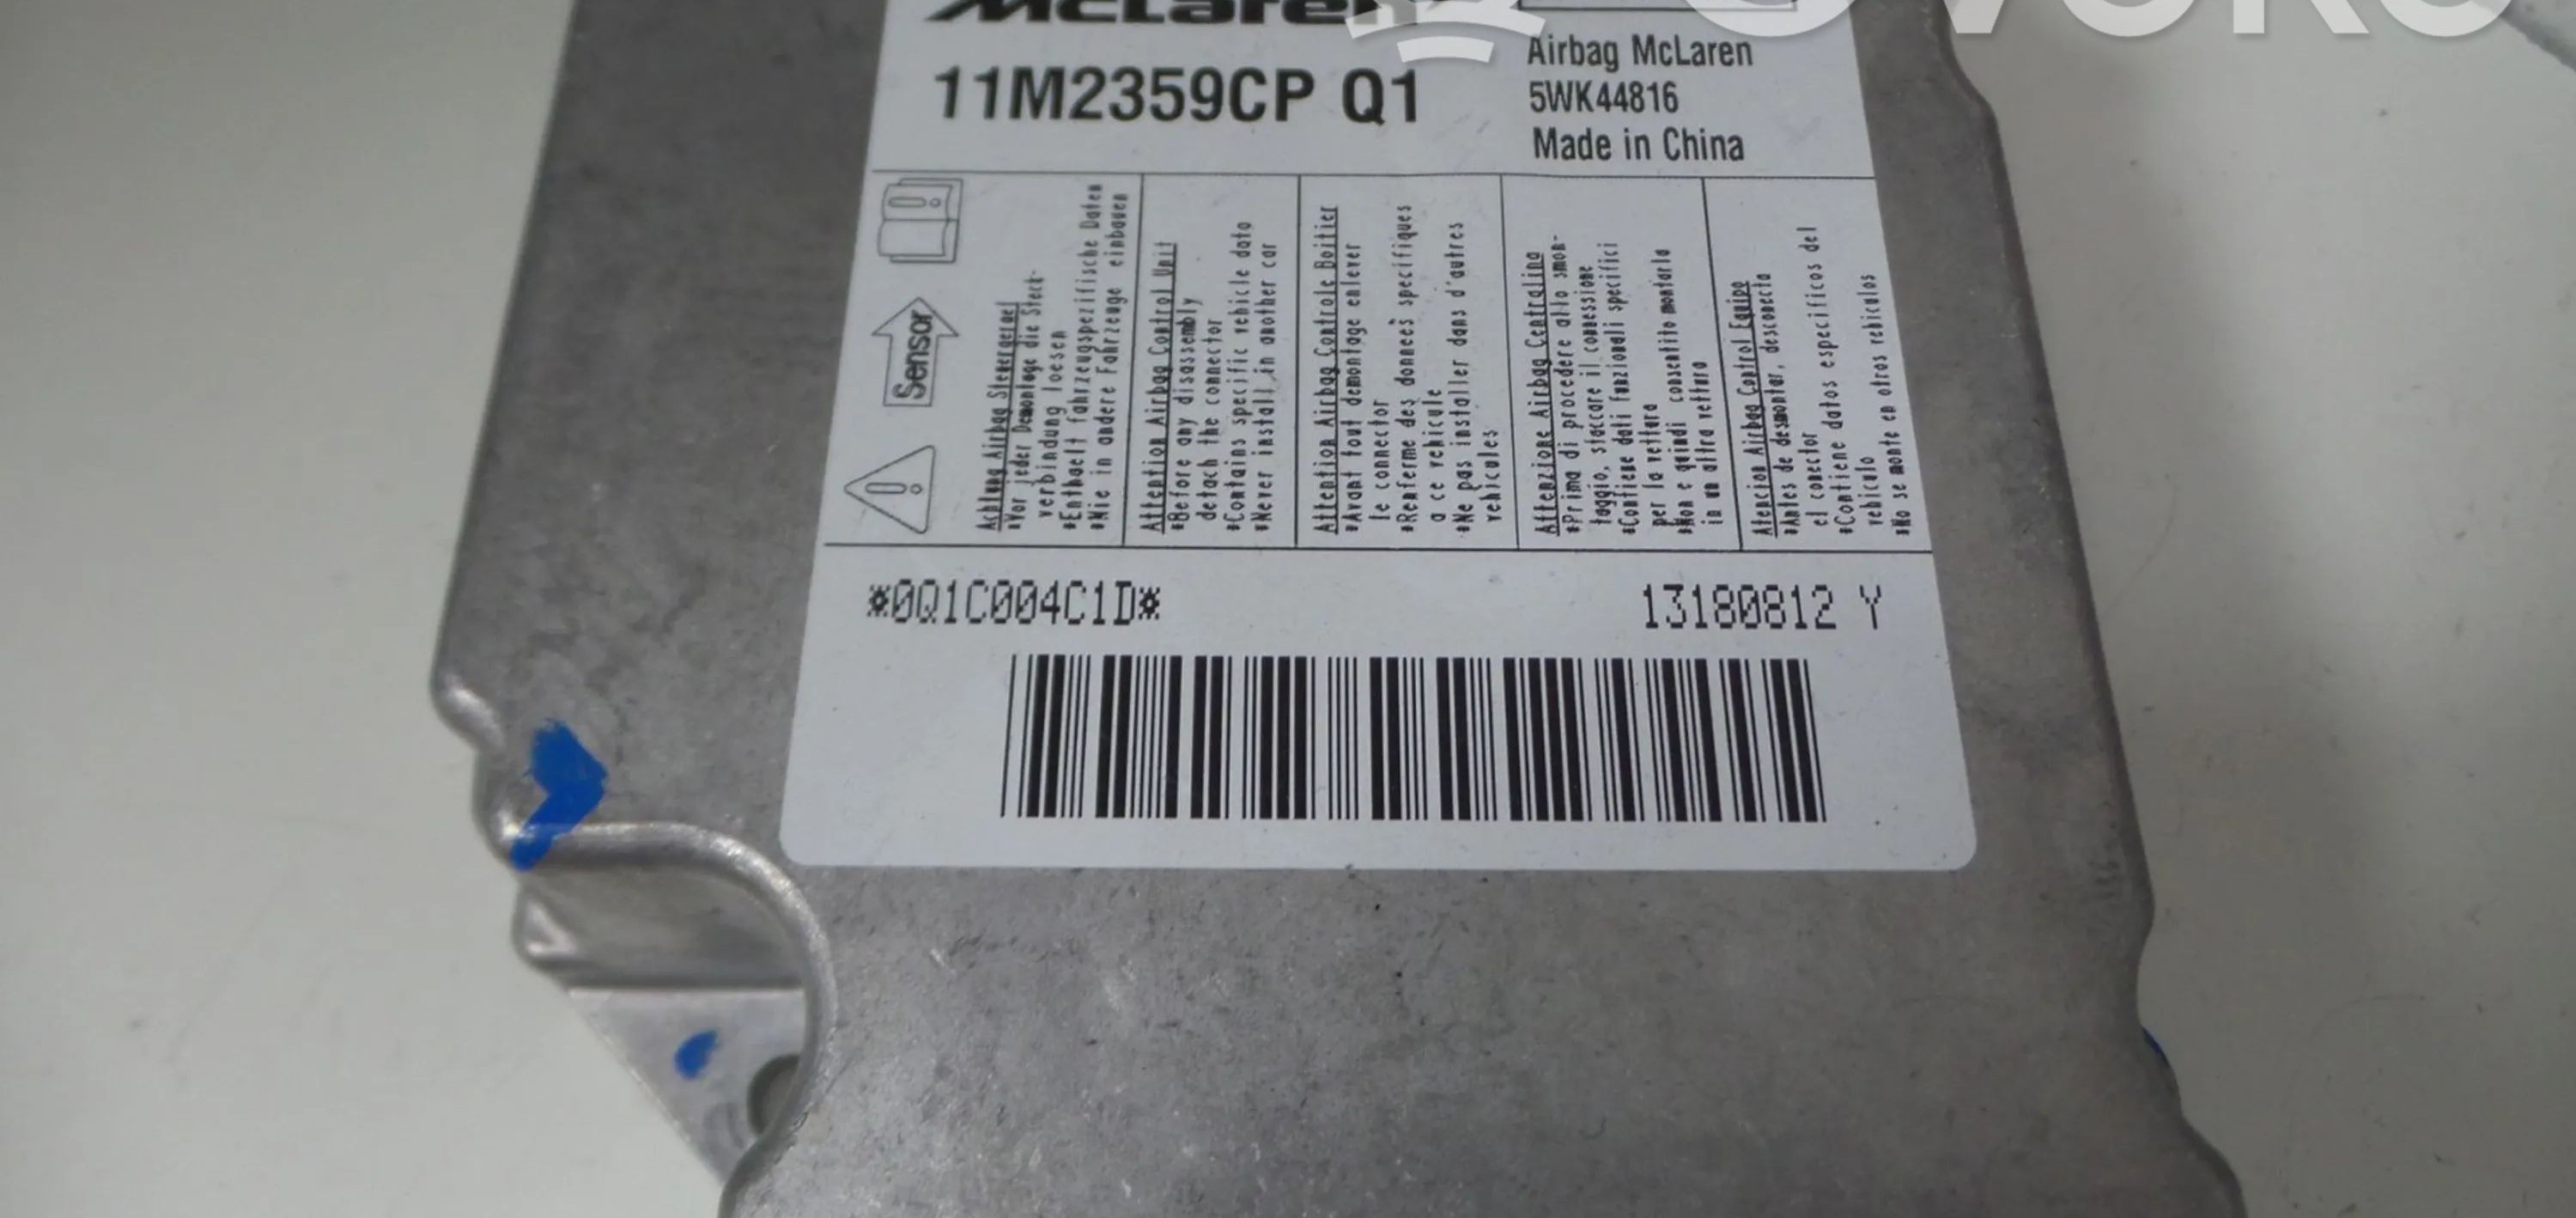 McLaren
OVOKO
11M2359CP Q1
Airbag McLaren
5WK44816
Made in China
Sensor
Achtung Airbag Steuergeraet
*Vor jeder Demontage die Steck-
verbindung loesen
*Enthaelt fahrzeugspezifische Daten
*Nie in andere Fahrzeuge einbauen
Attention Airbag Control Unit
*Before any disassembly
detach the connector
*Contains specific vehicle data
*Never install in another car
Attention Airbag Controle Boitier
*Avant tout demontage enlever
le connector
*Renferme des donneès specifiques
a ce vehicule
*Ne pas installer dans d'autres
vehicules
Attenzione Airbag Centralina
*Prima di procedere allo smon-
taggio, staccare il connessione
*Contiene dati funzionali specifici
per la vettura
*Non e quindi consentito montarla
in un altra vettura
Atencion Airbag Control Equipo
*Antes de desmontar, desconecta
el conector
*Contiene datos especificos del
vehiculo
*No se monte en otros vehiculos
*0Q1C004C1D*
13180812 Y